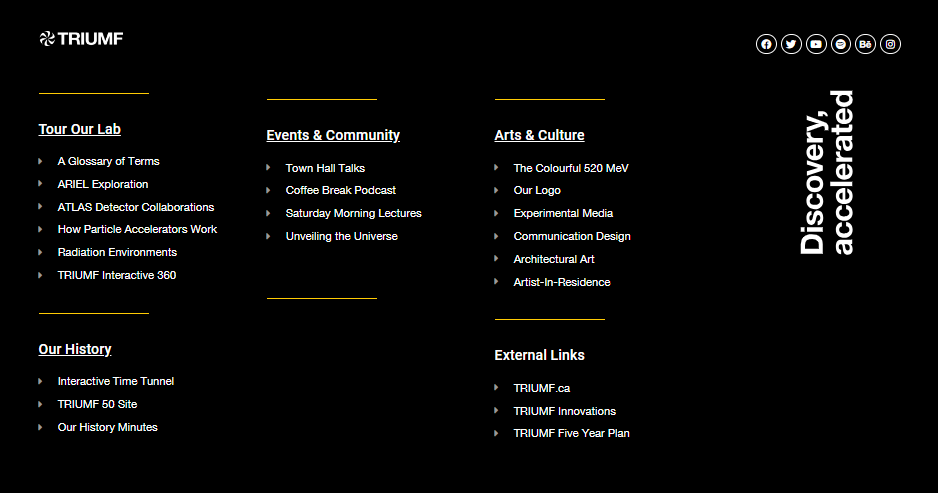 TRIUMF
Tour Our Lab
A Glossary of Terms
ARIEL Exploration
ATLAS Detector Collaborations
How Particle Accelerators Work
Radiation Environments
TRIUMF Interactive 360
Our History
Interactive Time Tunnel
TRIUMF 50 Site
Our History Minutes
Events & Community
Town Hall Talks
Coffee Break Podcast
Saturday Morning Lectures
Unveiling the Universe
Arts & Culture
The Colourful 520 MeV
Our Logo
Experimental Media
Communication Design
Architectural Art
Artist-In-Residence
External Links
TRIUMF.ca
TRIUMF Innovations
TRIUMF Five Year Plan
Bē
Discovery,
accelerated